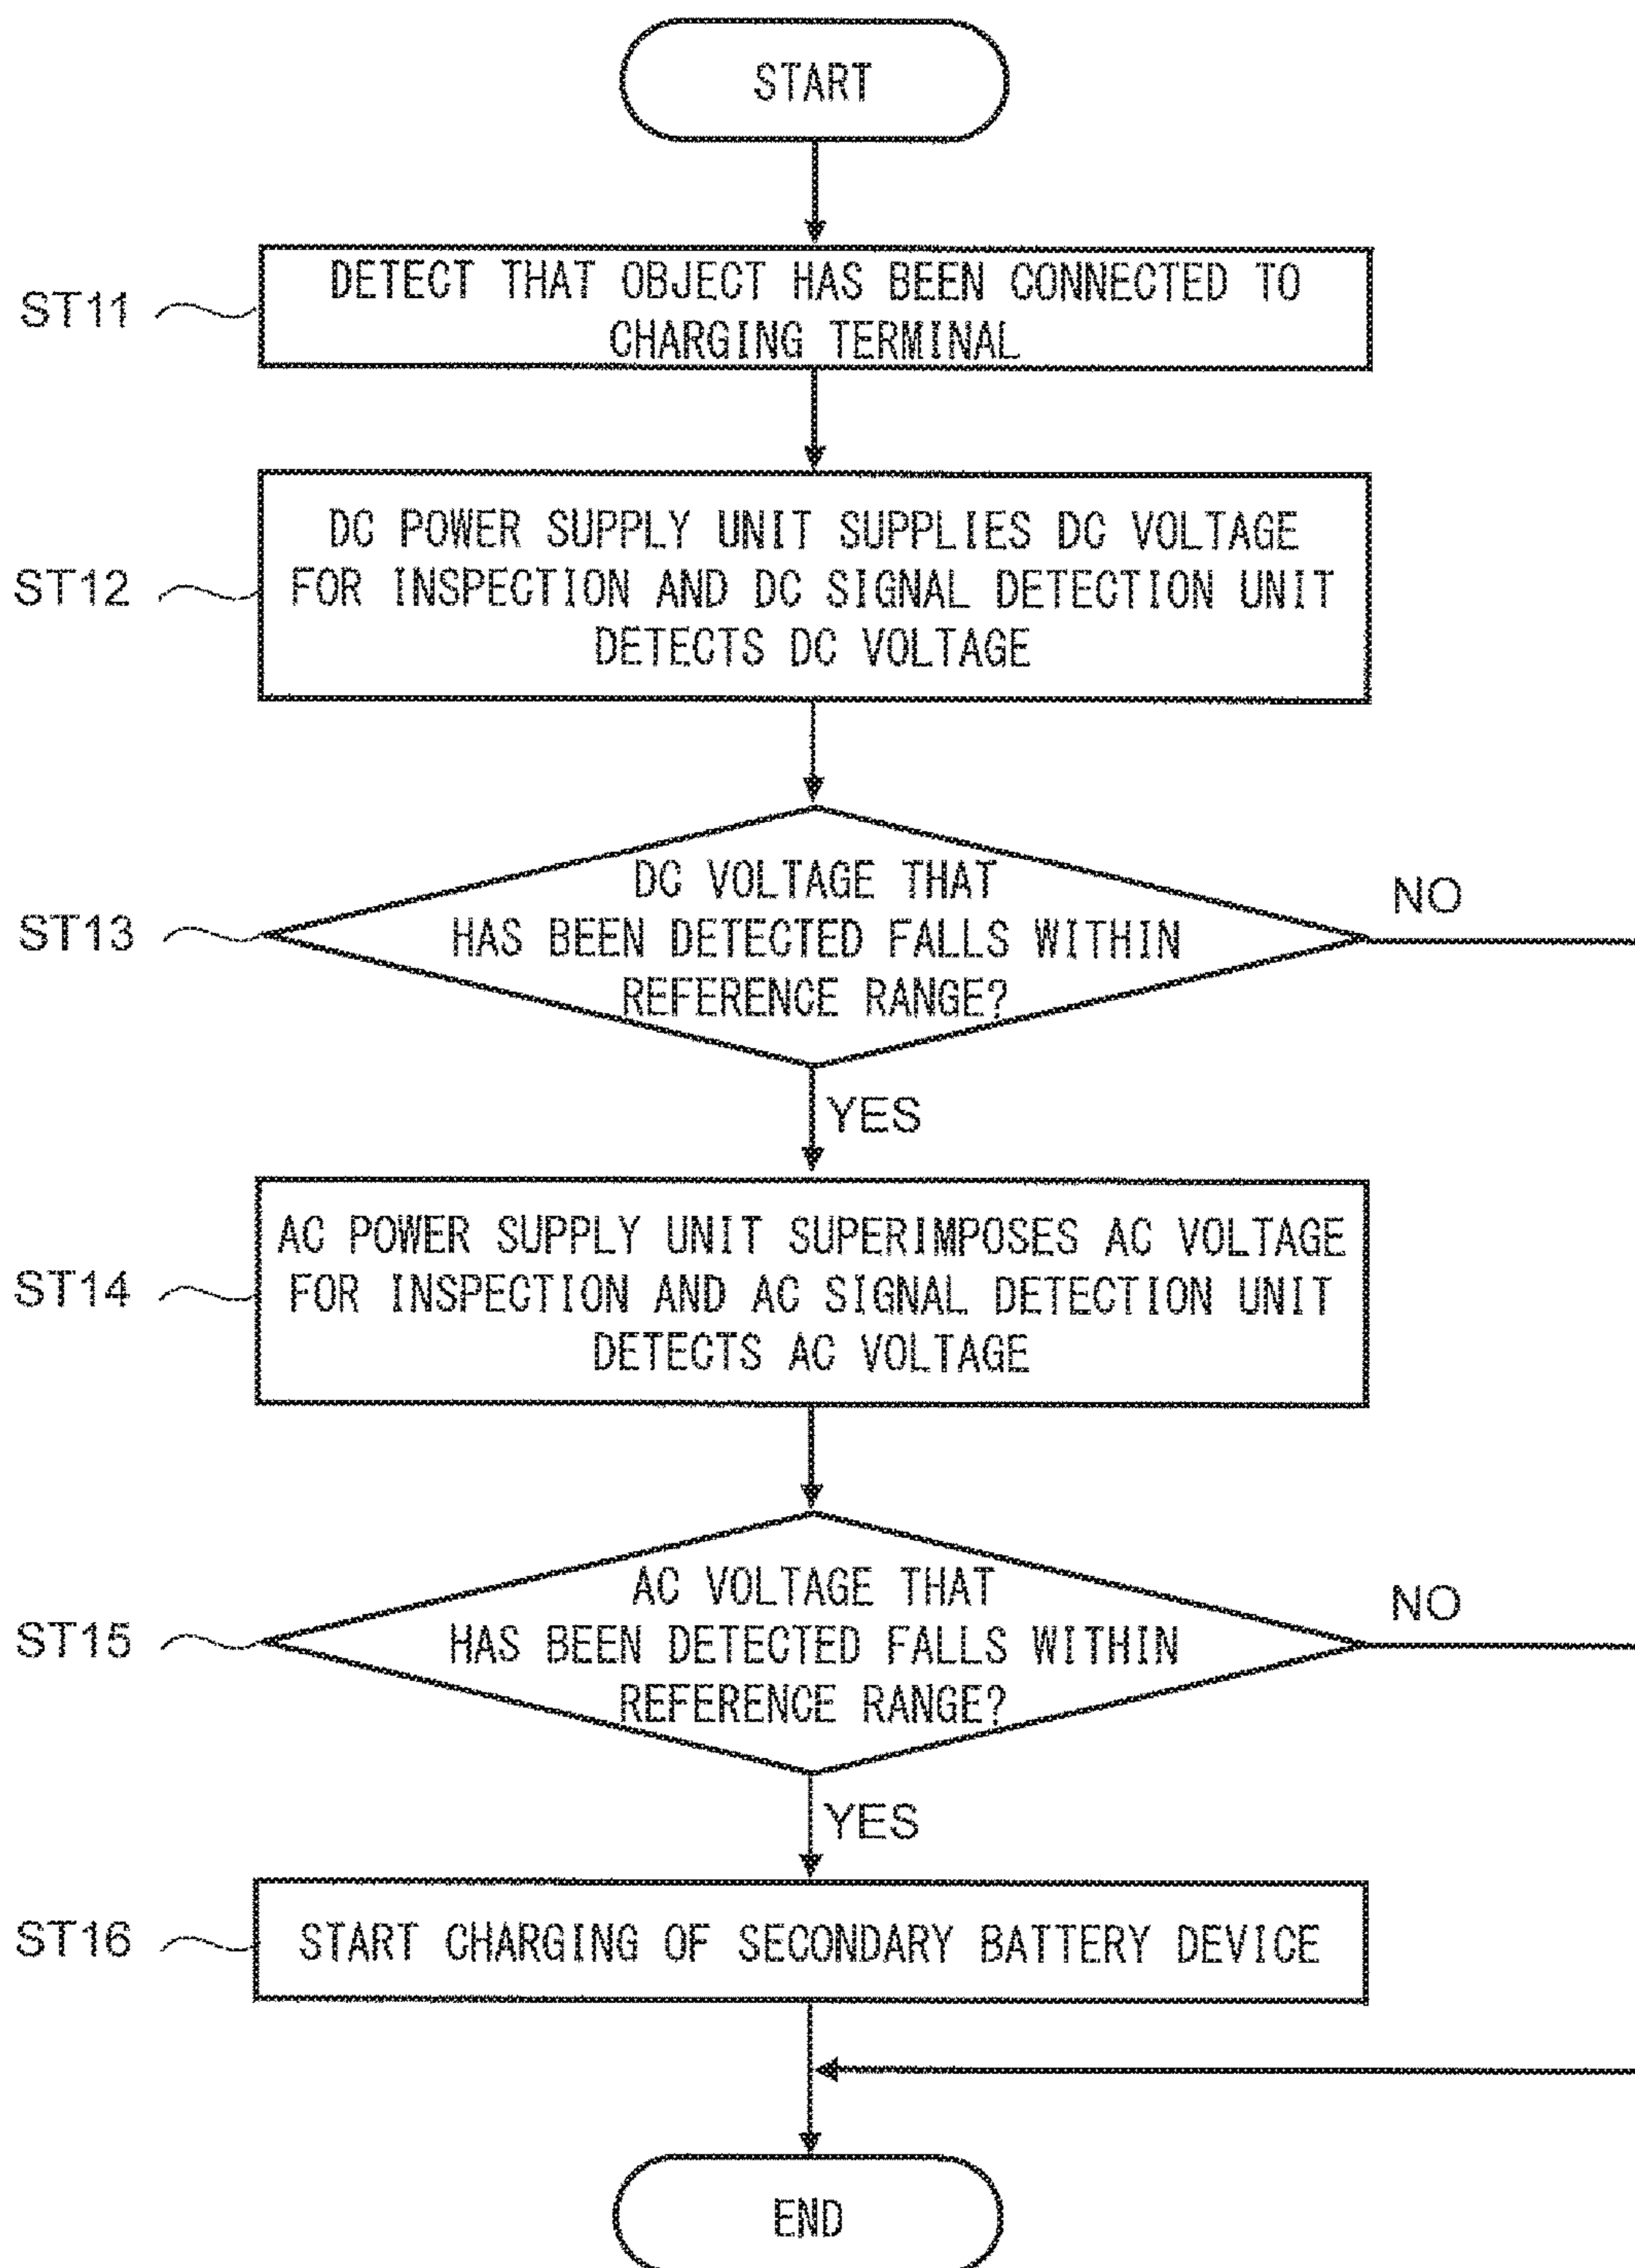 START
ST11
DETECT THAT OBJECT HAS BEEN CONNECTED TO
CHARGING TERMINAL
ST12
DC POWER SUPPLY UNIT SUPPLIES DC VOLTAGE
FOR INSPECTION AND DC SIGNAL DETECTION UNIT
DETECTS DC VOLTAGE
ST13
DC VOLTAGE THAT
HAS BEEN DETECTED FALLS WITHIN
REFERENCE RANGE?
NO
YES
ST14
AC POWER SUPPLY UNIT SUPERIMPOSES AC VOLTAGE
FOR INSPECTION AND AC SIGNAL DETECTION UNIT
DETECTS AC VOLTAGE
ST15
AC VOLTAGE THAT
HAS BEEN DETECTED FALLS WITHIN
REFERENCE RANGE?
NO
YES
ST16
START CHARGING OF SECONDARY BATTERY DEVICE
END